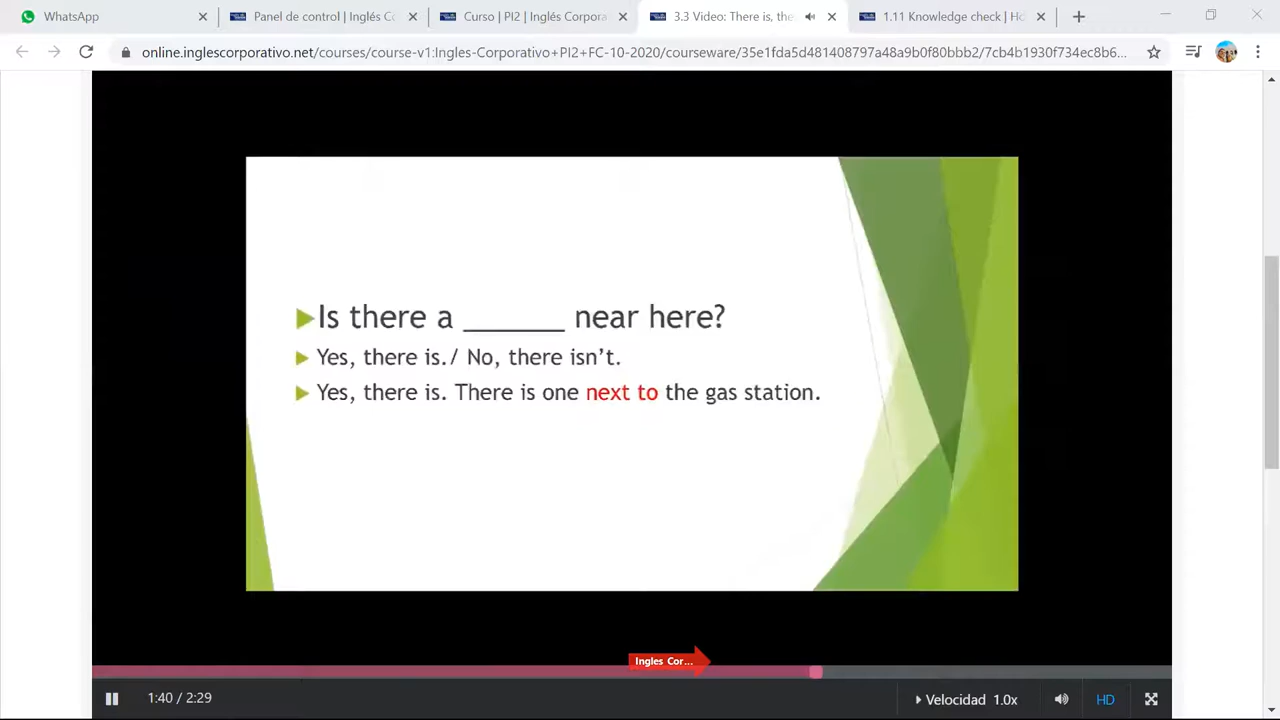 WhatsApp
Panel de control | Inglés C
Curso | PI2 | Inglés Corpora
3.3 Video: There is, the
1.11 Knowledge check | Ho
online.inglescorporativo.net/courses/course-v1:Ingles-Corporativo+PI2+FC-10-2020/courseware/35e1fda5d481408797a48a9b0f80bbb2/7cb4b1930f734ec8b6...
Is there a ______ near here?
Yes, there is./ No, there isn't.
Yes, there is. There is one next to the gas station.
Ingles Cor...
1:40 / 2:29
Velocidad 1.0x
HD